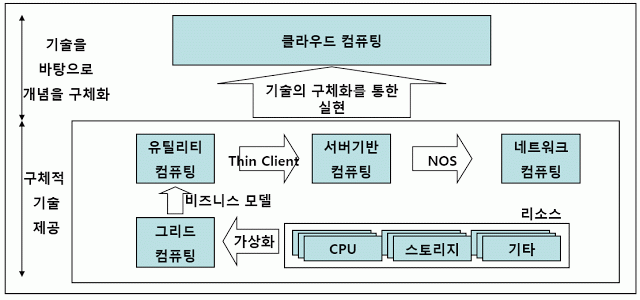 기술을
바탕으로
개념을 구체화
클라우드 컴퓨팅
기술의 구체화를 통한
실현
구체적
기술
제공
유틸리티
컴퓨팅
Thin Client
서버기반
컴퓨팅
NOS
네트워크
컴퓨팅
비즈니스 모델
그리드
컴퓨팅
가상화
리소스
CPU
스토리지
기타